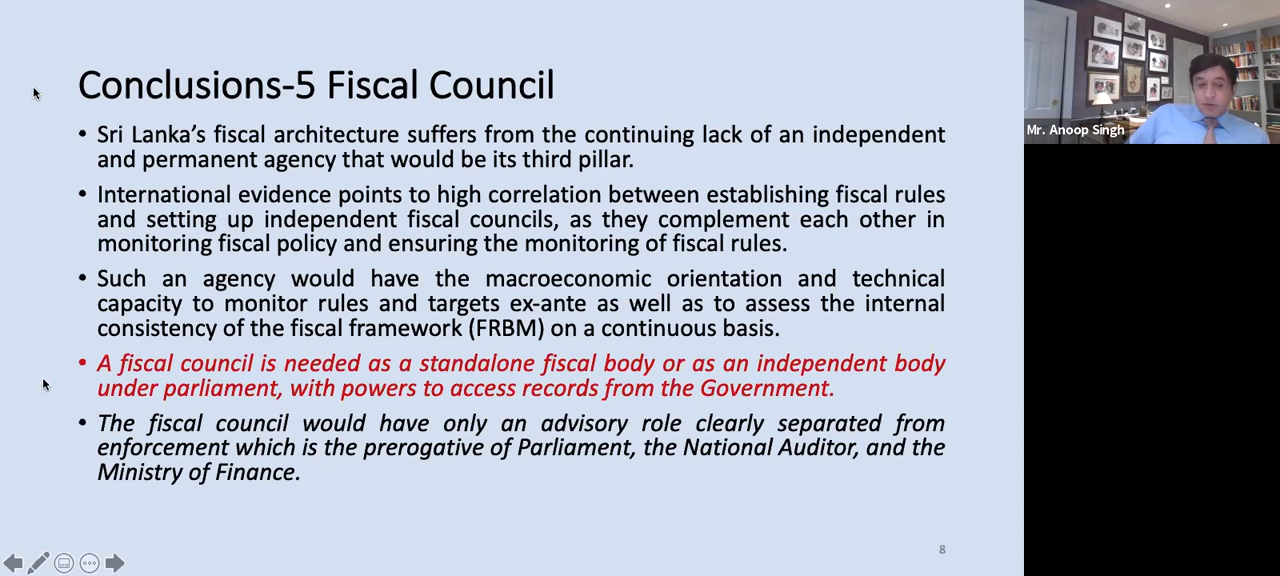 Conclusions-5 Fiscal Council
• Sri Lanka's fiscal architecture suffers from the continuing lack of an independent
and permanent agency that would be its third pillar.
• International evidence points to high correlation between establishing fiscal rules
and setting up independent fiscal councils, as they complement each other in
monitoring fiscal policy and ensuring the monitoring of fiscal rules.
• Such an agency would have the macroeconomic orientation and technical
capacity to monitor rules and targets ex-ante as well as to assess the internal
consistency of the fiscal framework (FRBM) on a continuous basis.
• A fiscal council is needed as a standalone fiscal body or as an independent body
under parliament, with powers to access records from the Government.
• The fiscal council would have only an advisory role clearly separated from
enforcement which is the prerogative of Parliament, the National Auditor, and the
Ministry of Finance.
8
Mr. Anoop Singh